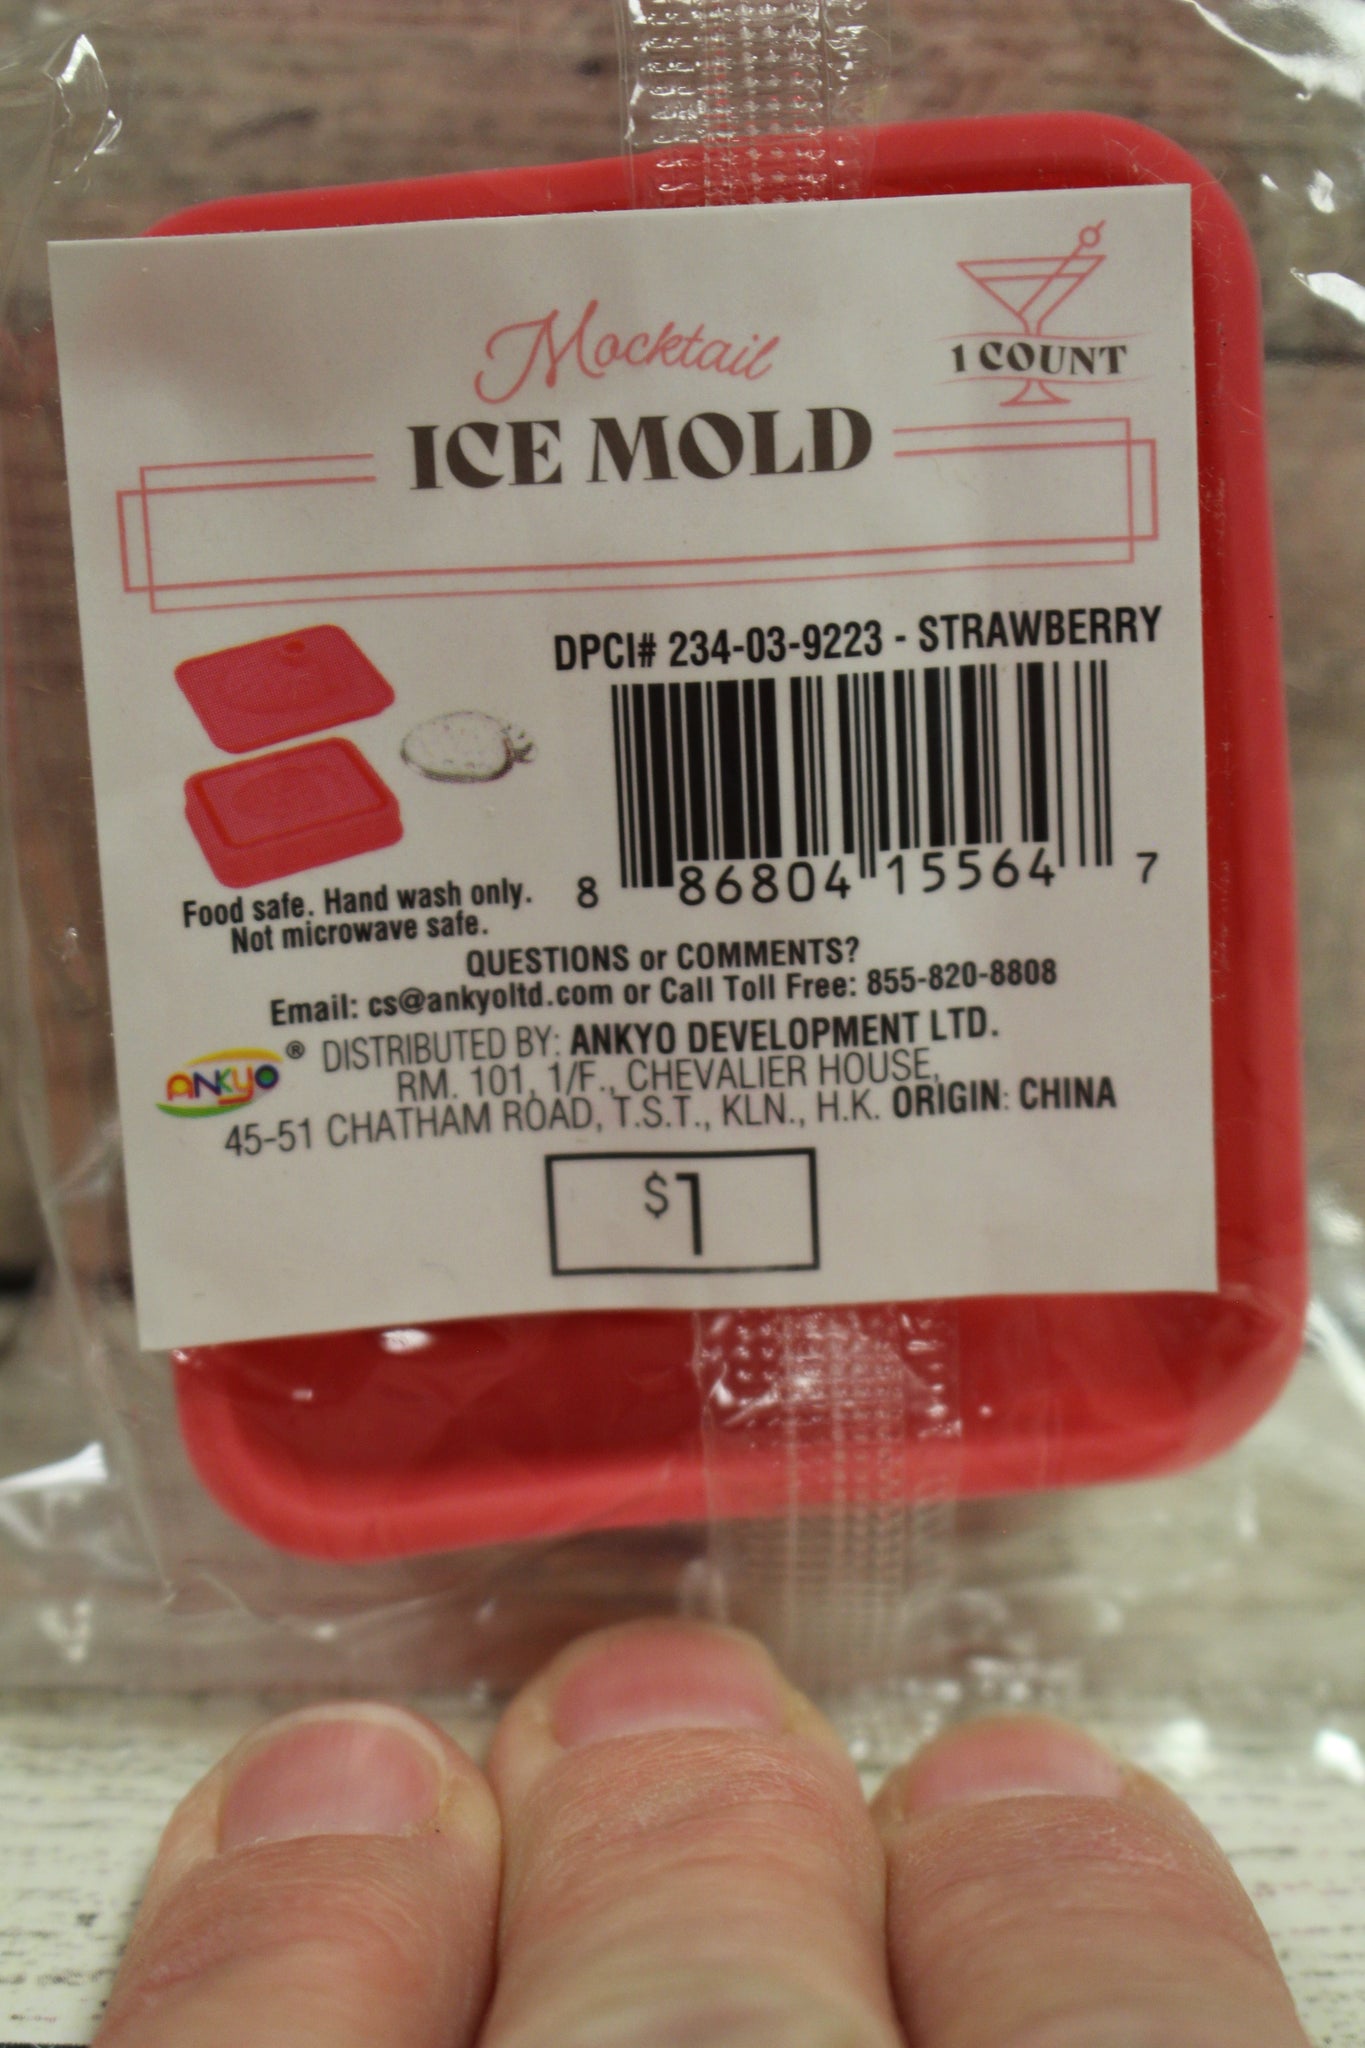 Mocktail
1 COUNT
ICE MOLD
DPCI# 234-03-9223 - STRAWBERRY
8 86804 15564 7
Food safe. Hand wash only.
Not microwave safe.
QUESTIONS or COMMENTS?
Email: cs@ankyoltd.com or Call Toll Free: 855-820-8808
ANKYO ® DISTRIBUTED BY: ANKYO DEVELOPMENT LTD.
RM. 101, 1/F., CHEVALIER HOUSE,
45-51 CHATHAM ROAD, T.S.T., KLN., H.K. ORIGIN: CHINA
$1